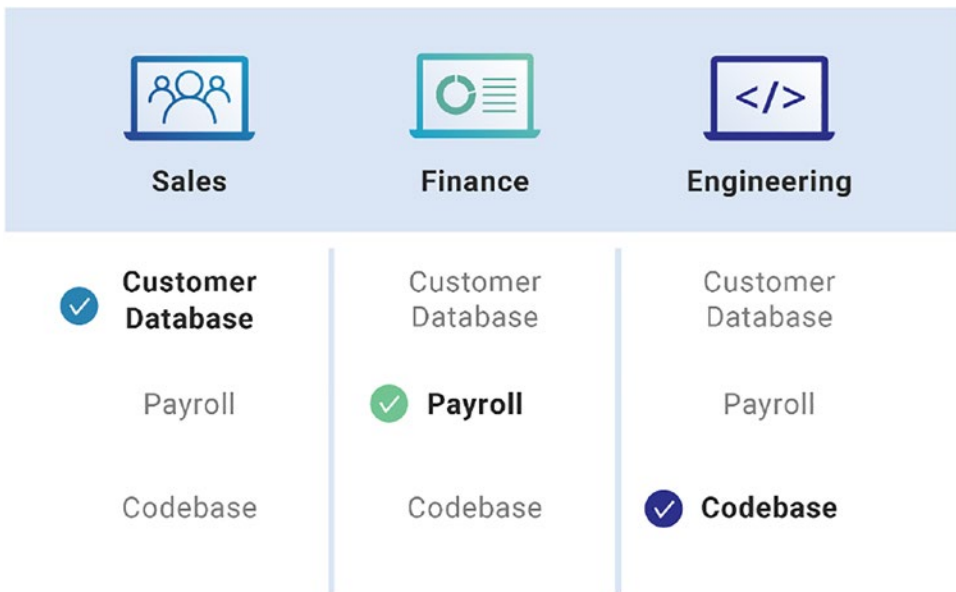 </>
Sales
Finance
Engineering
Customer
Database
Payroll
Codebase
Customer
Database
Payroll
Codebase
Customer
Database
Payroll
Codebase